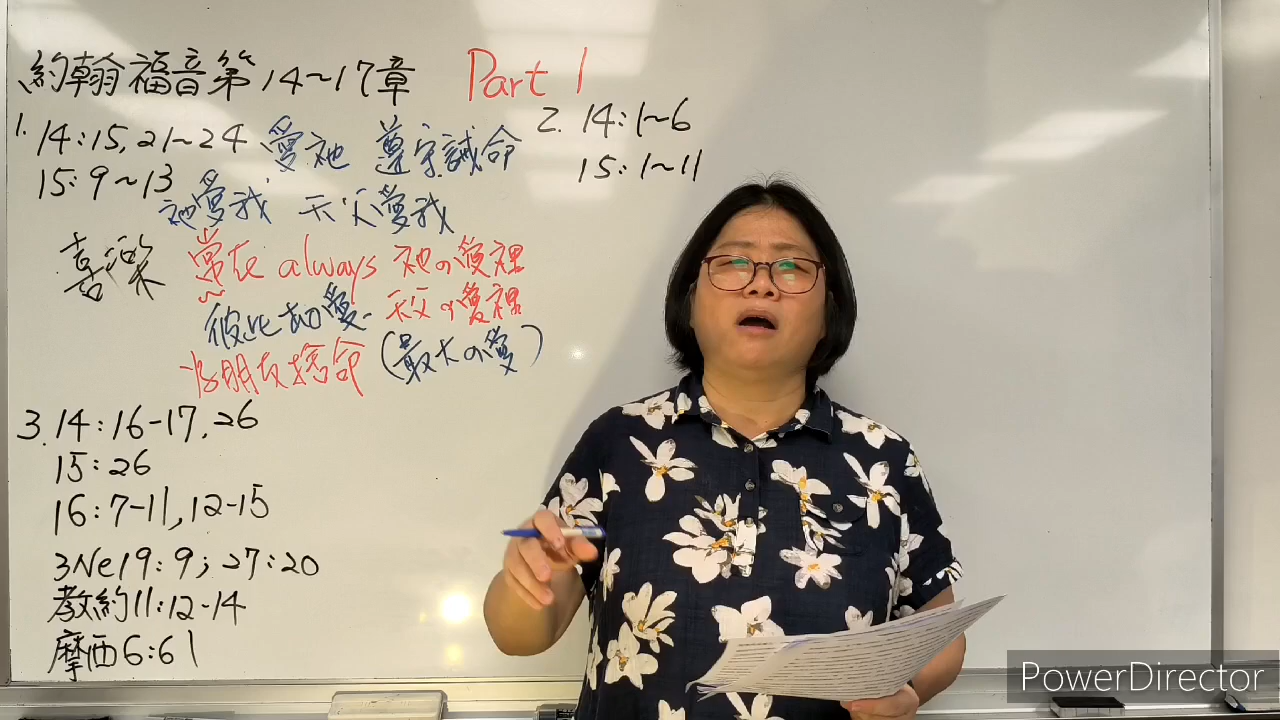 約翰福音第14~17章 Part 1
1. 14:15, 21~24 愛祂 遵守誡命
15:9~13 祂愛我 天父愛我
喜樂 常在 always 祂の愛裡
彼此相愛. 天父の愛裡
為朋友捨命 (最大の愛)
2. 14:1~6
15:1~11
3. 14:16-17, 26
15:26
16:7-11, 12-15
3Ne19:9; 27:20
教約11:12-14
摩西6:61
PowerDirector